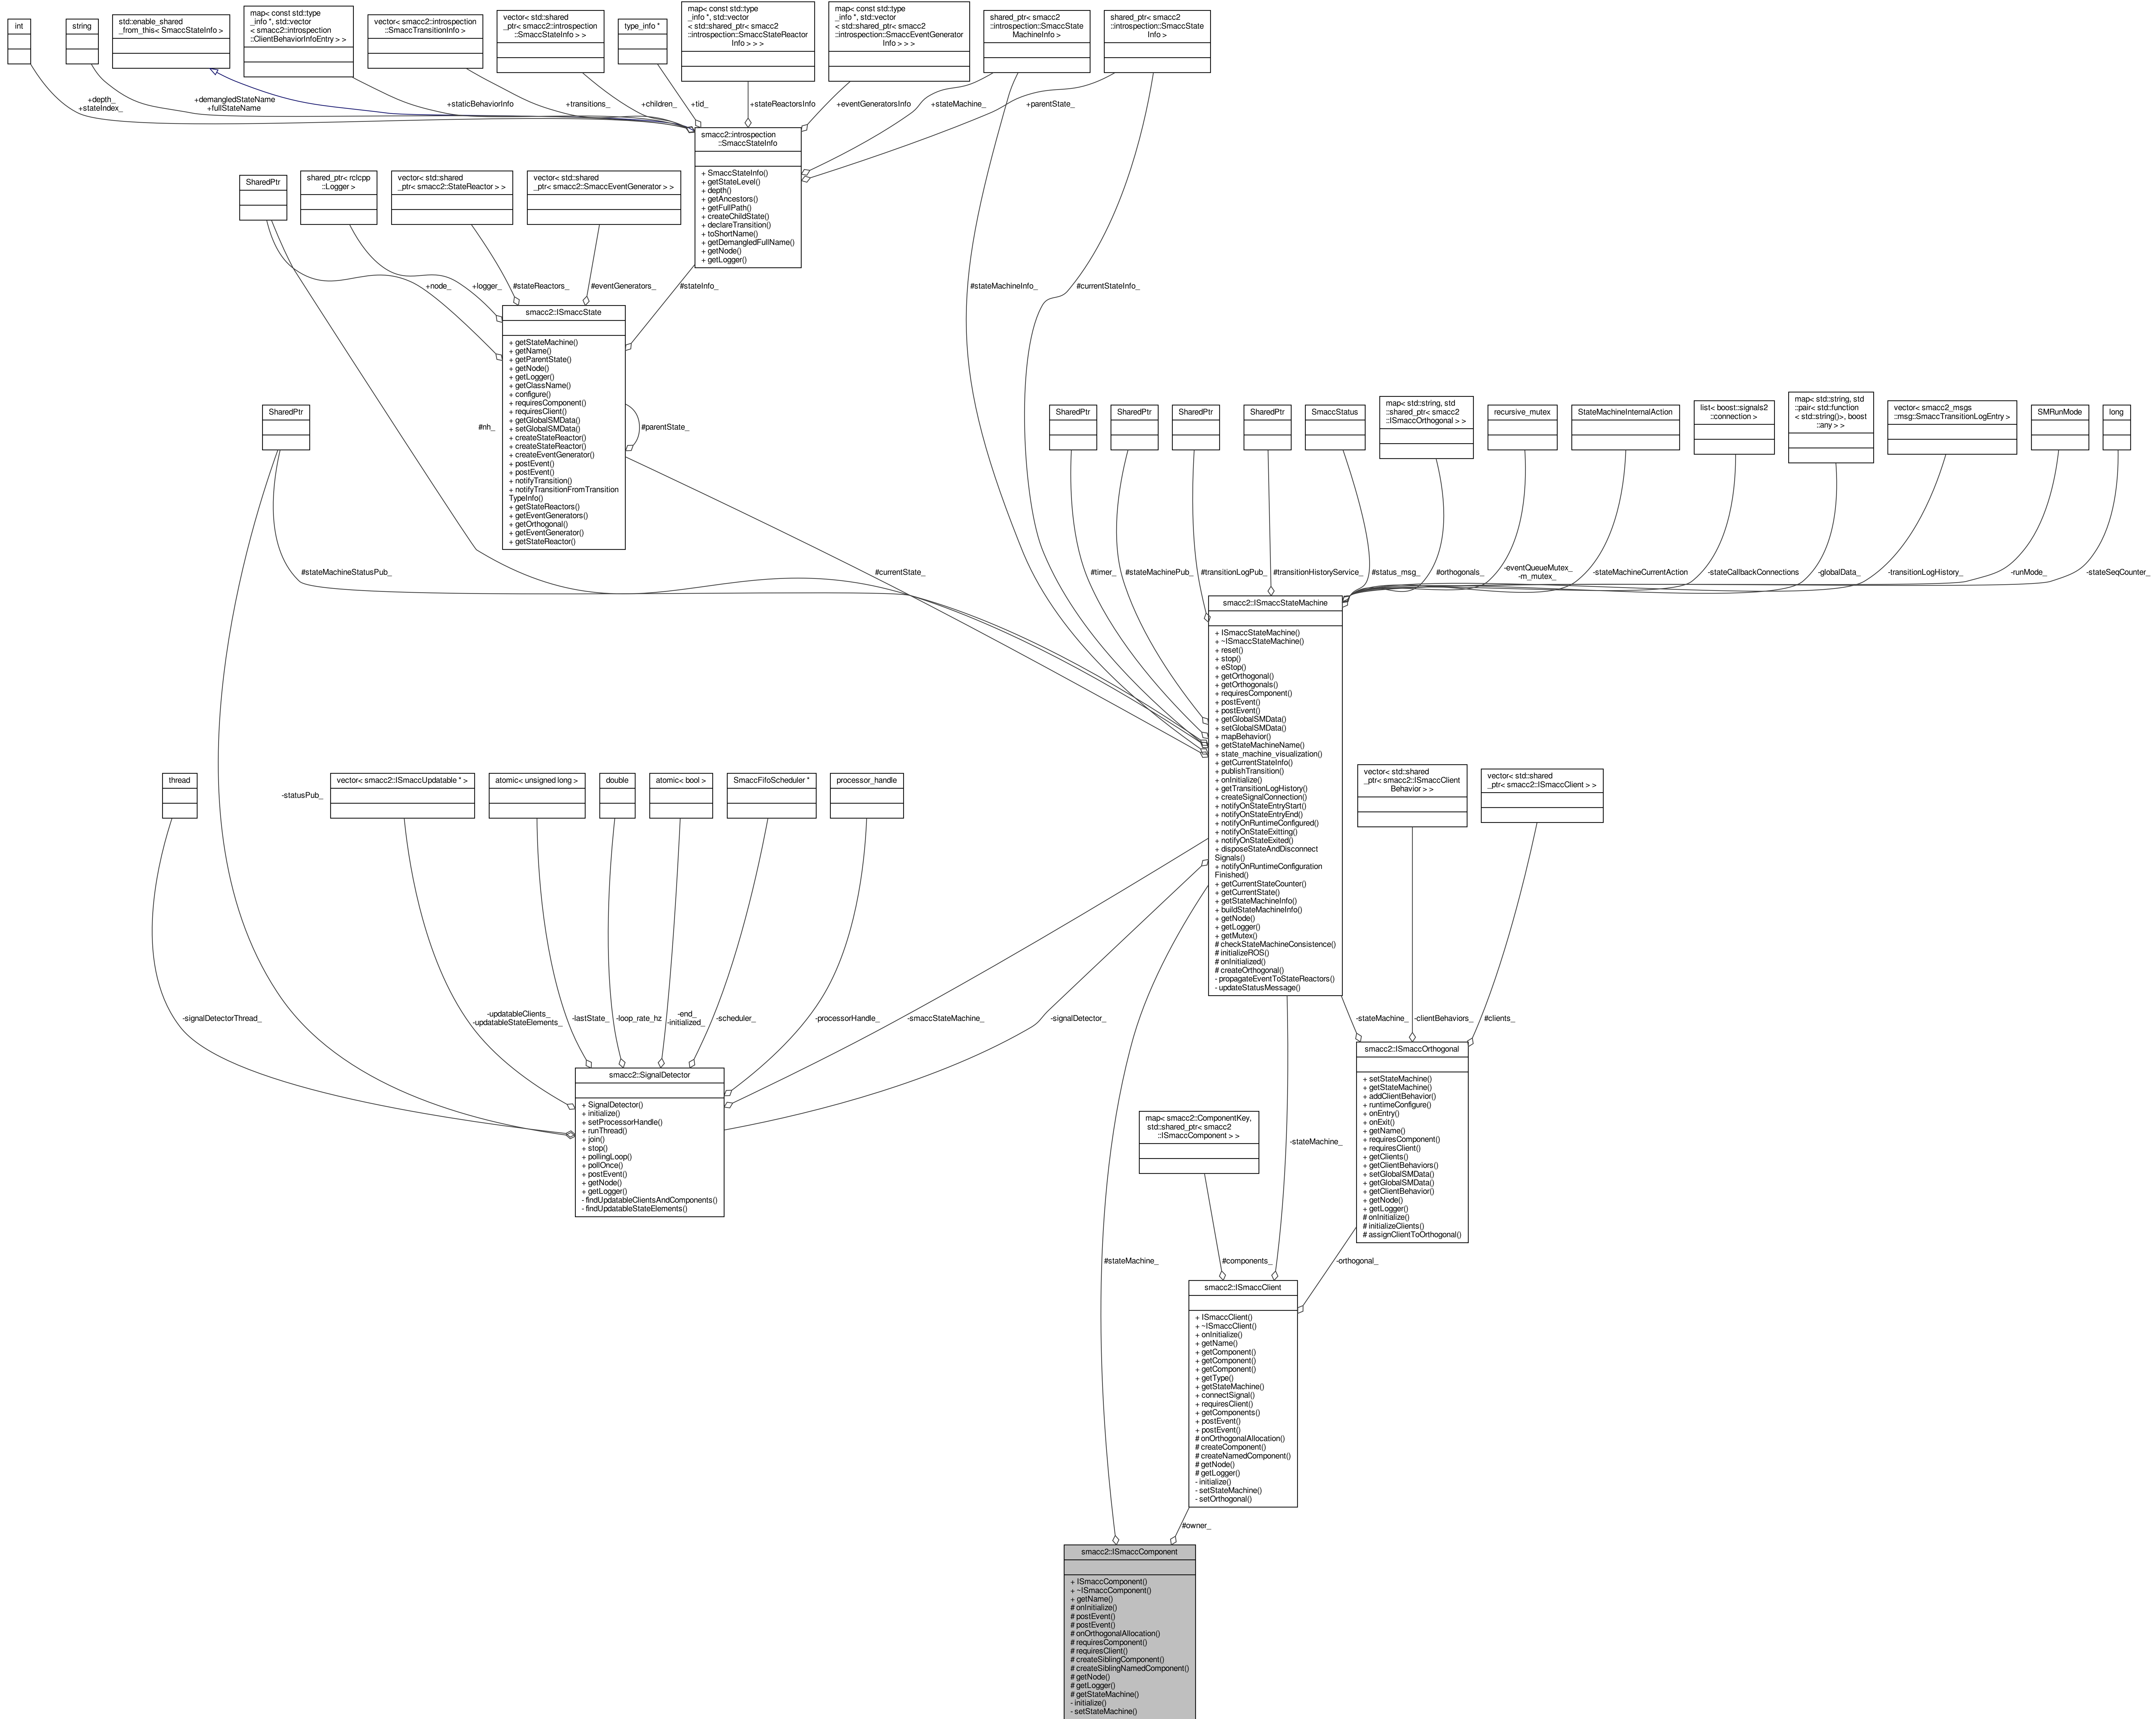 int
string
std::enable_shared
_from_this< SmaccStateInfo >
map< const std::type
_info *, std::vector
< smacc2::introspection
::ClientBehaviorInfoEntry > >
vector< smacc2::introspection
::SmaccTransitionInfo >
vector< std::shared
_ptr< smacc2::introspection
::SmaccStateInfo > >
type_info *
map< const std::type
_info *, std::vector
< std::shared_ptr< smacc2
::introspection::SmaccStateReactor
Info > > >
map< const std::type
_info *, std::vector
< std::shared_ptr< smacc2
::introspection::SmaccEventGenerator
Info > > >
shared_ptr< smacc2
::introspection::SmaccState
MachineInfo >
shared_ptr< smacc2
::introspection::SmaccState
Info >
+depth_
+stateIndex_
+demangledStateName
+fullStateName
+staticBehaviorInfo
+transitions_
+children_
+tid_
+stateReactorsInfo
+eventGeneratorsInfo
+stateMachine_
+parentState_
smacc2::introspection
::SmaccStateInfo
+ SmaccStateInfo()
+ getStateLevel()
+ depth()
+ getAncestors()
+ getFullPath()
+ createChildState()
+ declareTransition()
+ toShortName()
+ getDemangledFullName()
+ getNode()
+ getLogger()
SharedPtr
shared_ptr< rclcpp
::Logger >
vector< std::shared
_ptr< smacc2::StateReactor > >
vector< std::shared
_ptr< smacc2::SmaccEventGenerator > >
+node_
+logger_
#stateReactors_
#eventGenerators_
#stateInfo_
#stateMachineInfo_
#currentStateInfo_
smacc2::ISmaccState
+ getStateMachine()
+ getName()
+ getParentState()
+ getNode()
+ getLogger()
+ getClassName()
+ configure()
+ requiresComponent()
+ requiresClient()
+ getGlobalSMData()
+ setGlobalSMData()
+ createStateReactor()
+ createStateReactor()
+ createEventGenerator()
+ postEvent()
+ postEvent()
+ notifyTransition()
+ notifyTransitionFromTransition
TypeInfo()
+ getStateReactors()
+ getEventGenerators()
+ getOrthogonal()
+ getEventGenerator()
+ getStateReactor()
#nh_
#parentState_
SharedPtr
SharedPtr
SharedPtr
SharedPtr
SharedPtr
SmaccStatus
map< std::string, std
::shared_ptr< smacc2
::ISmaccOrthogonal > >
recursive_mutex
StateMachineInternalAction
list< boost::signals2
::connection >
map< std::string, std
::pair< std::function
< std::string()>, boost
::any > >
vector< smacc2_msgs
::msg::SmaccTransitionLogEntry >
SMRunMode
long
#stateMachineStatusPub_
#currentState_
#timer_
#stateMachinePub_
#transitionLogPub_
#transitionHistoryService_
#status_msg_
#orthogonals_
-eventQueueMutex_
-m_mutex_
-stateMachineCurrentAction
-stateCallbackConnections
-globalData_
-transitionLogHistory_
-runMode_
-stateSeqCounter_
smacc2::ISmaccStateMachine
+ ISmaccStateMachine()
+ ~ISmaccStateMachine()
+ reset()
+ stop()
+ eStop()
+ getOrthogonal()
+ getOrthogonals()
+ requiresComponent()
+ postEvent()
+ postEvent()
+ getGlobalSMData()
+ setGlobalSMData()
+ mapBehavior()
+ getStateMachineName()
+ state_machine_visualization()
+ getCurrentStateInfo()
+ publishTransition()
+ onInitialize()
+ getTransitionLogHistory()
+ createSignalConnection()
+ notifyOnStateEntryStart()
+ notifyOnStateEntryEnd()
+ notifyOnRuntimeConfigured()
+ notifyOnStateExitting()
+ notifyOnStateExited()
+ disposeStateAndDisconnect
Signals()
+ notifyOnRuntimeConfiguration
Finished()
+ getCurrentStateCounter()
+ getCurrentState()
+ getStateMachineInfo()
+ buildStateMachineInfo()
+ getNode()
+ getLogger()
+ getMutex()
# checkStateMachineConsistence()
# initializeROS()
# onInitialized()
# createOrthogonal()
- propagateEventToStateReactors()
- updateStatusMessage()
thread
-statusPub_
vector< smacc2::ISmaccUpdatable * >
atomic< unsigned long >
double
atomic< bool >
SmaccFifoScheduler *
processor_handle
vector< std::shared
_ptr< smacc2::ISmaccClient
Behavior > >
vector< std::shared
_ptr< smacc2::ISmaccClient > >
-signalDetectorThread_
-updatableClients_
-updatableStateElements_
-lastState_
-loop_rate_hz
-end_
-initialized_
-scheduler_
-processorHandle_
-smaccStateMachine_
-signalDetector_
-stateMachine_
-clientBehaviors_
#clients_
smacc2::SignalDetector
+ SignalDetector()
+ initialize()
+ setProcessorHandle()
+ runThread()
+ join()
+ stop()
+ pollingLoop()
+ pollOnce()
+ postEvent()
+ getNode()
+ getLogger()
- findUpdatableClientsAndComponents()
- findUpdatableStateElements()
smacc2::ISmaccOrthogonal
+ setStateMachine()
+ getStateMachine()
+ addClientBehavior()
+ runtimeConfigure()
+ onEntry()
+ onExit()
+ getName()
+ requiresComponent()
+ requiresClient()
+ getClients()
+ getClientBehaviors()
+ setGlobalSMData()
+ getGlobalSMData()
+ getClientBehavior()
+ getNode()
+ getLogger()
# onInitialize()
# initializeClients()
# assignClientToOrthogonal()
map< smacc2::ComponentKey,
std::shared_ptr< smacc2
::ISmaccComponent > >
-stateMachine_
#stateMachine_
#components_
-orthogonal_
smacc2::ISmaccClient
+ ISmaccClient()
+ ~ISmaccClient()
+ onInitialize()
+ getName()
+ getComponent()
+ getComponent()
+ getComponent()
+ getType()
+ getStateMachine()
+ connectSignal()
+ requiresClient()
+ getComponents()
+ postEvent()
+ postEvent()
# onOrthogonalAllocation()
# createComponent()
# createNamedComponent()
# getNode()
# getLogger()
- initialize()
- setStateMachine()
- setOrthogonal()
#owner_
smacc2::ISmaccComponent
+ ISmaccComponent()
+ ~ISmaccComponent()
+ getName()
# onInitialize()
# postEvent()
# postEvent()
# onOrthogonalAllocation()
# requiresComponent()
# requiresClient()
# createSiblingComponent()
# createSiblingNamedComponent()
# getNode()
# getLogger()
# getStateMachine()
- initialize()
- setStateMachine()